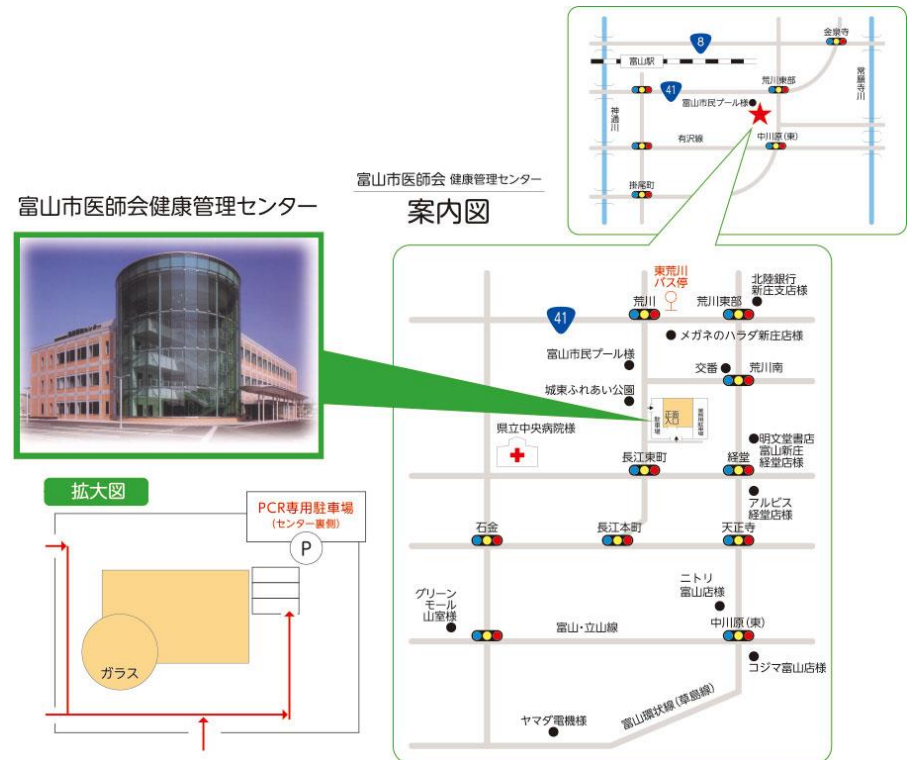 金泉寺
8
富山駅
荒川東部
41
富山市民プール様
常願寺川
神通川
有沢線
中川原(東)
掛尾町
富山市医師会 健康管理センター
案内図
富山市医師会健康管理センター
東荒川
バス停
北陸銀行
新庄支店様
荒川
荒川東部
41
メガネのハラダ新庄店様
富山市民プール様
交番
荒川南
城東ふれあい公園
駐車場
正面
玄関
県立中央病院様
明文堂書店
富山新庄
経堂店様
長江東町
経堂
アルビス
経堂店様
石金
長江本町
天正寺
ニトリ
富山店様
グリーン
モール
山室様
富山・立山線
中川原(東)
コジマ富山店様
富山環状線(草島線)
ヤマダ電機様
拡大図
PCR専用駐車場
(センター裏側)
P
ガラス